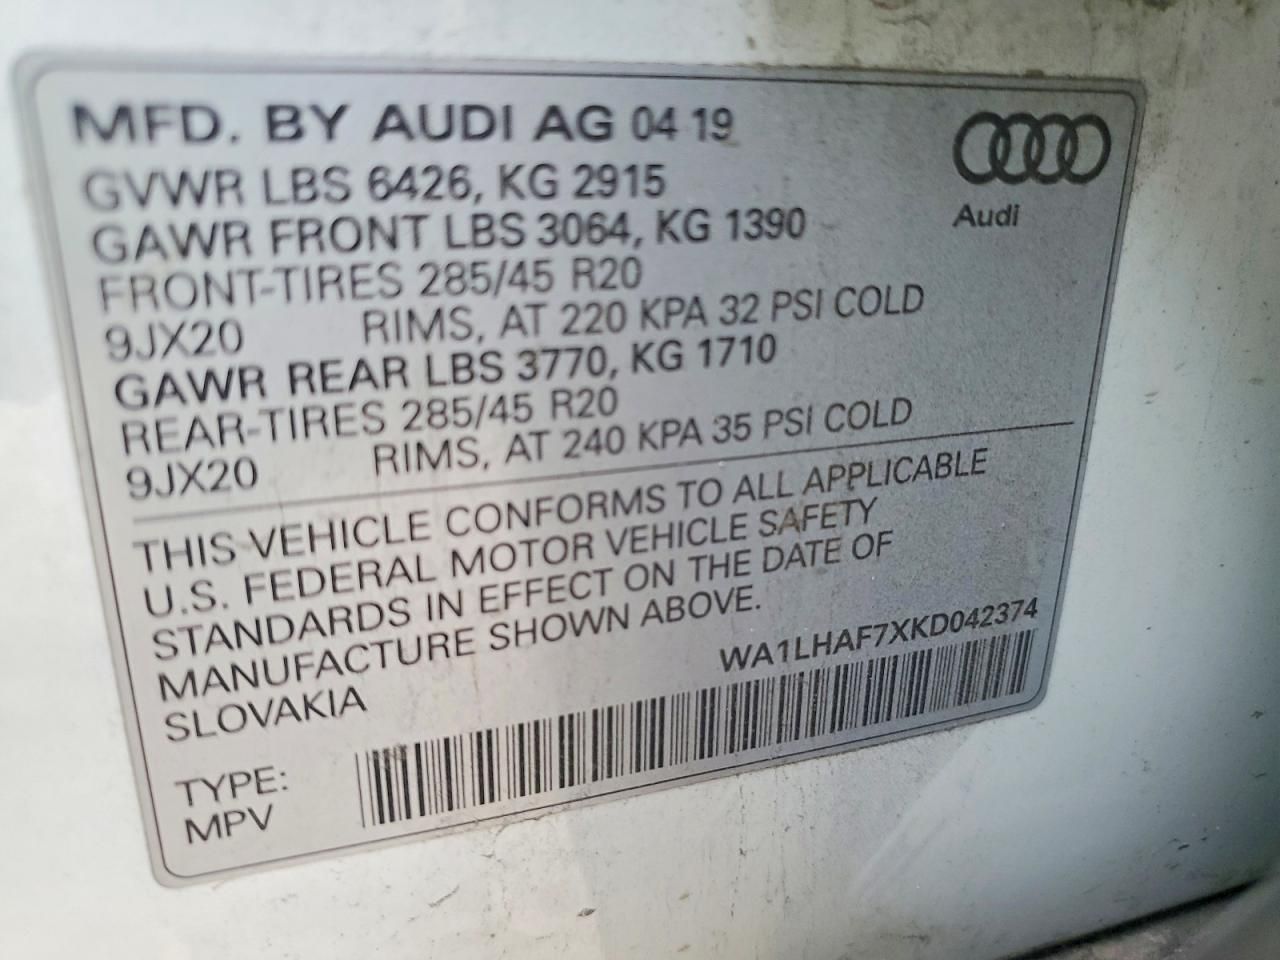 MFD. BY AUDI AG 04 19
GVWR LBS 6426, KG 2915
GAWR FRONT LBS 3064, KG 1390
FRONT-TIRES 285/45 R20
9JX20 RIMS, AT 220 KPA 32 PSI COLD
GAWR REAR LBS 3770, KG 1710
REAR-TIRES 285/45 R20
9JX20 RIMS, AT 240 KPA 35 PSI COLD
Audi
THIS VEHICLE CONFORMS TO ALL APPLICABLE
U.S. FEDERAL MOTOR VEHICLE SAFETY
STANDARDS IN EFFECT ON THE DATE OF
MANUFACTURE SHOWN ABOVE.
SLOVAKIA
WA1LHAF7XKD042374
TYPE:
MPV